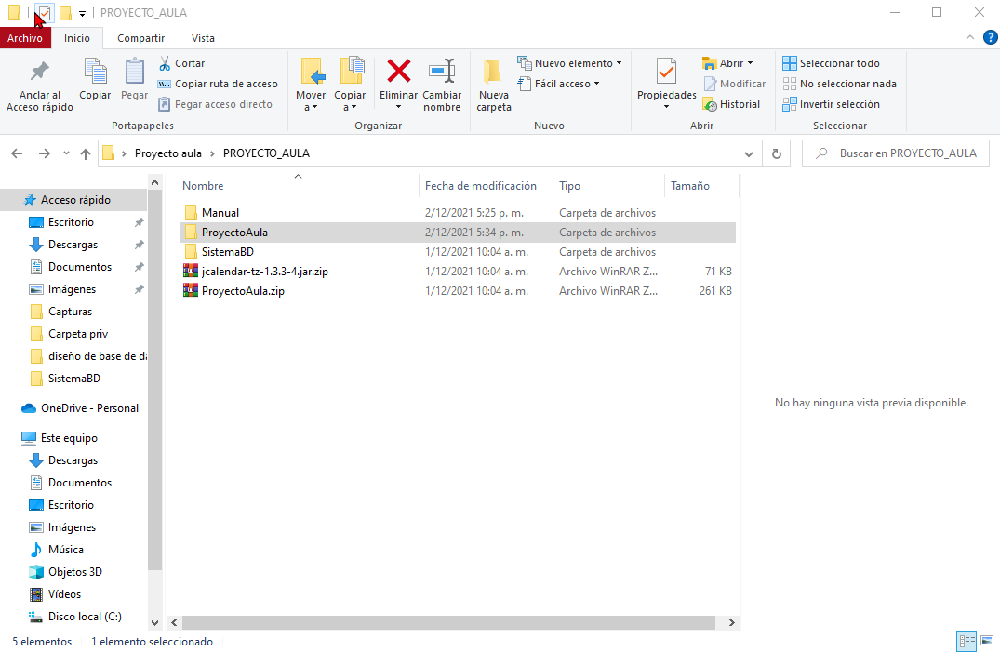 PROYECTO_AULA
Archivo
Inicio
Compartir
Vista
Anclar al
Acceso rápido
Copiar
Pegar
Cortar
Copiar ruta de acceso
Pegar acceso directo
Portapapeles
Mover
a
Copiar
a
Eliminar
Cambiar
nombre
Organizar
Nueva
carpeta
Nuevo elemento
Fácil acceso
Nuevo
Propiedades
Abrir
Modificar
Historial
Abrir
Seleccionar todo
No seleccionar nada
Invertir selección
Seleccionar
Proyecto aula > PROYECTO_AULA
Buscar en PROYECTO_AULA
Acceso rápido
Escritorio
Descargas
Documentos
Imágenes
Capturas
Carpeta priv
diseño de base de da
SistemaBD
OneDrive - Personal
Este equipo
Descargas
Documentos
Escritorio
Imágenes
Música
Objetos 3D
Vídeos
Disco local (C:)
Nombre Fecha de modificación Tipo Tamaño
Manual 2/12/2021 5:25 p. m. Carpeta de archivos
ProyectoAula 2/12/2021 5:34 p. m. Carpeta de archivos
SistemaBD 1/12/2021 10:04 a. m. Carpeta de archivos
jcalendar-tz-1.3.3-4.jar.zip 1/12/2021 10:04 a. m. Archivo WinRAR Z... 71 KB
ProyectoAula.zip 1/12/2021 10:04 a. m. Archivo WinRAR Z... 261 KB
No hay ninguna vista previa disponible.
5 elementos
1 elemento seleccionado